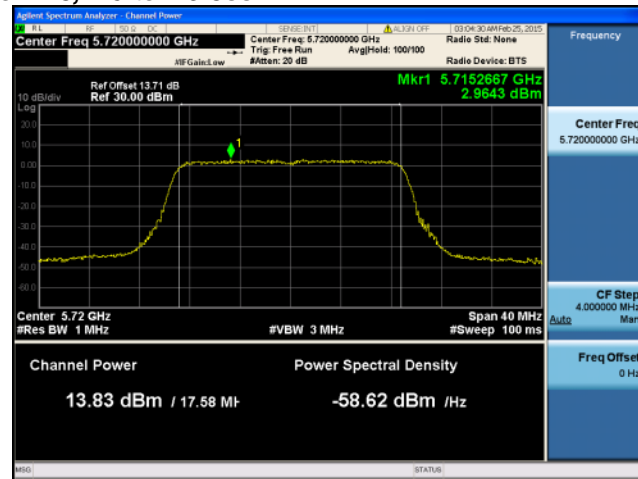 Agilent Spectrum Analyzer - Channel Power
RL RF 50 Ω DC SENSE:INT ALIGN OFF 03:04:30 AM Feb 25, 2015
Center Freq 5.720000000 GHz Center Freq: 5.720000000 GHz Radio Std: None Frequency
Trig: Free Run Avg|Hold: 100/100
#IFGain:Low #Atten: 20 dB Radio Device: BTS
Mkr1 5.7152667 GHz
Ref Offset 13.71 dB
10 dB/div Ref 30.00 dBm 2.9643 dBm
Log
20.0
10.0
1
0.00
-10.0
-20.0
-30.0
-40.0
-50.0
-60.0
Center Freq
5.720000000 GHz
Center 5.72 GHz Span 40 MHz
#Res BW 1 MHz #VBW 3 MHz #Sweep 100 ms
CF Step
4.000000 MHz
Auto Man
Channel Power Power Spectral Density
13.83 dBm / 17.58 MH -58.62 dBm /Hz
Freq Offset
0 Hz
MSG STATUS